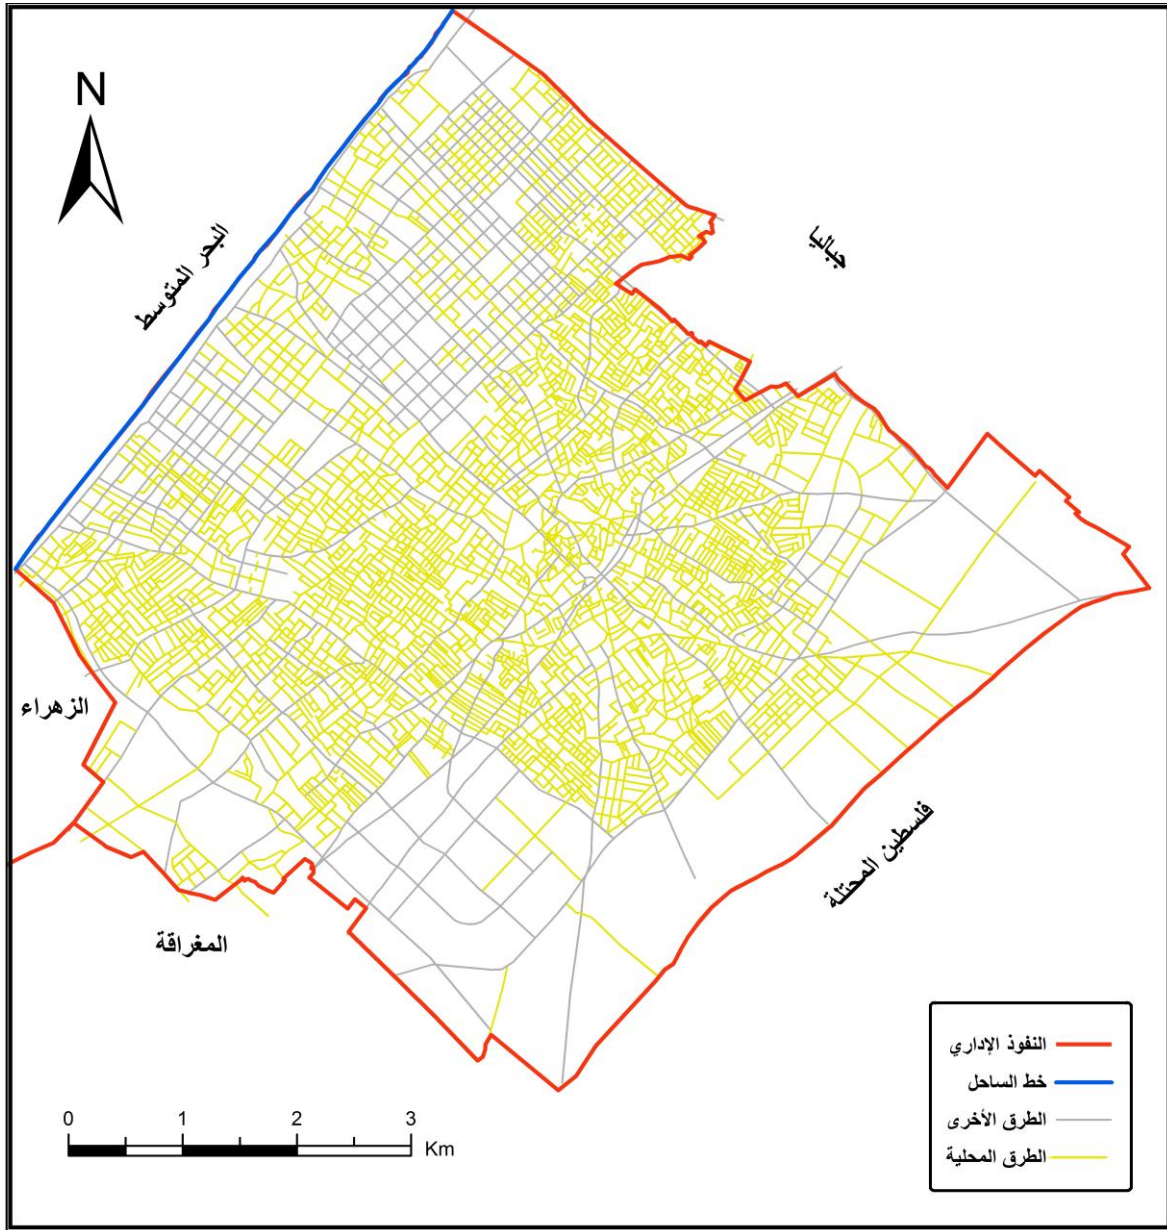 N
البحر المتوسط
جباليا
الزهراء
المغراقة
فلسطين المحتلة
النفوذ الإداري
خط الساحل
الطرق الأخرى
الطرق المحلية
0 1 2 3
Km